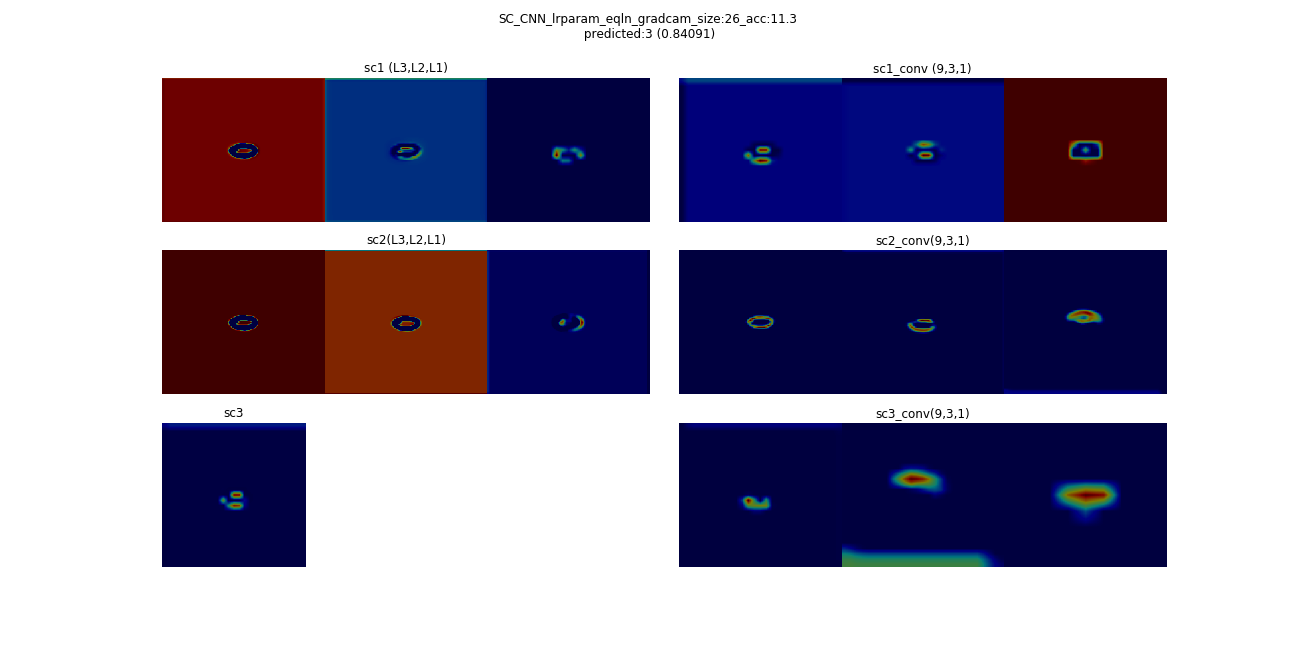 SC_CNN_lrparam_eqln_gradcam_size:26_acc:11.3
predicted:3 (0.84091)
sc1 (L3,L2,L1)
sc1_conv (9,3,1)
sc2(L3,L2,L1)
sc2_conv(9,3,1)
sc3
sc3_conv(9,3,1)